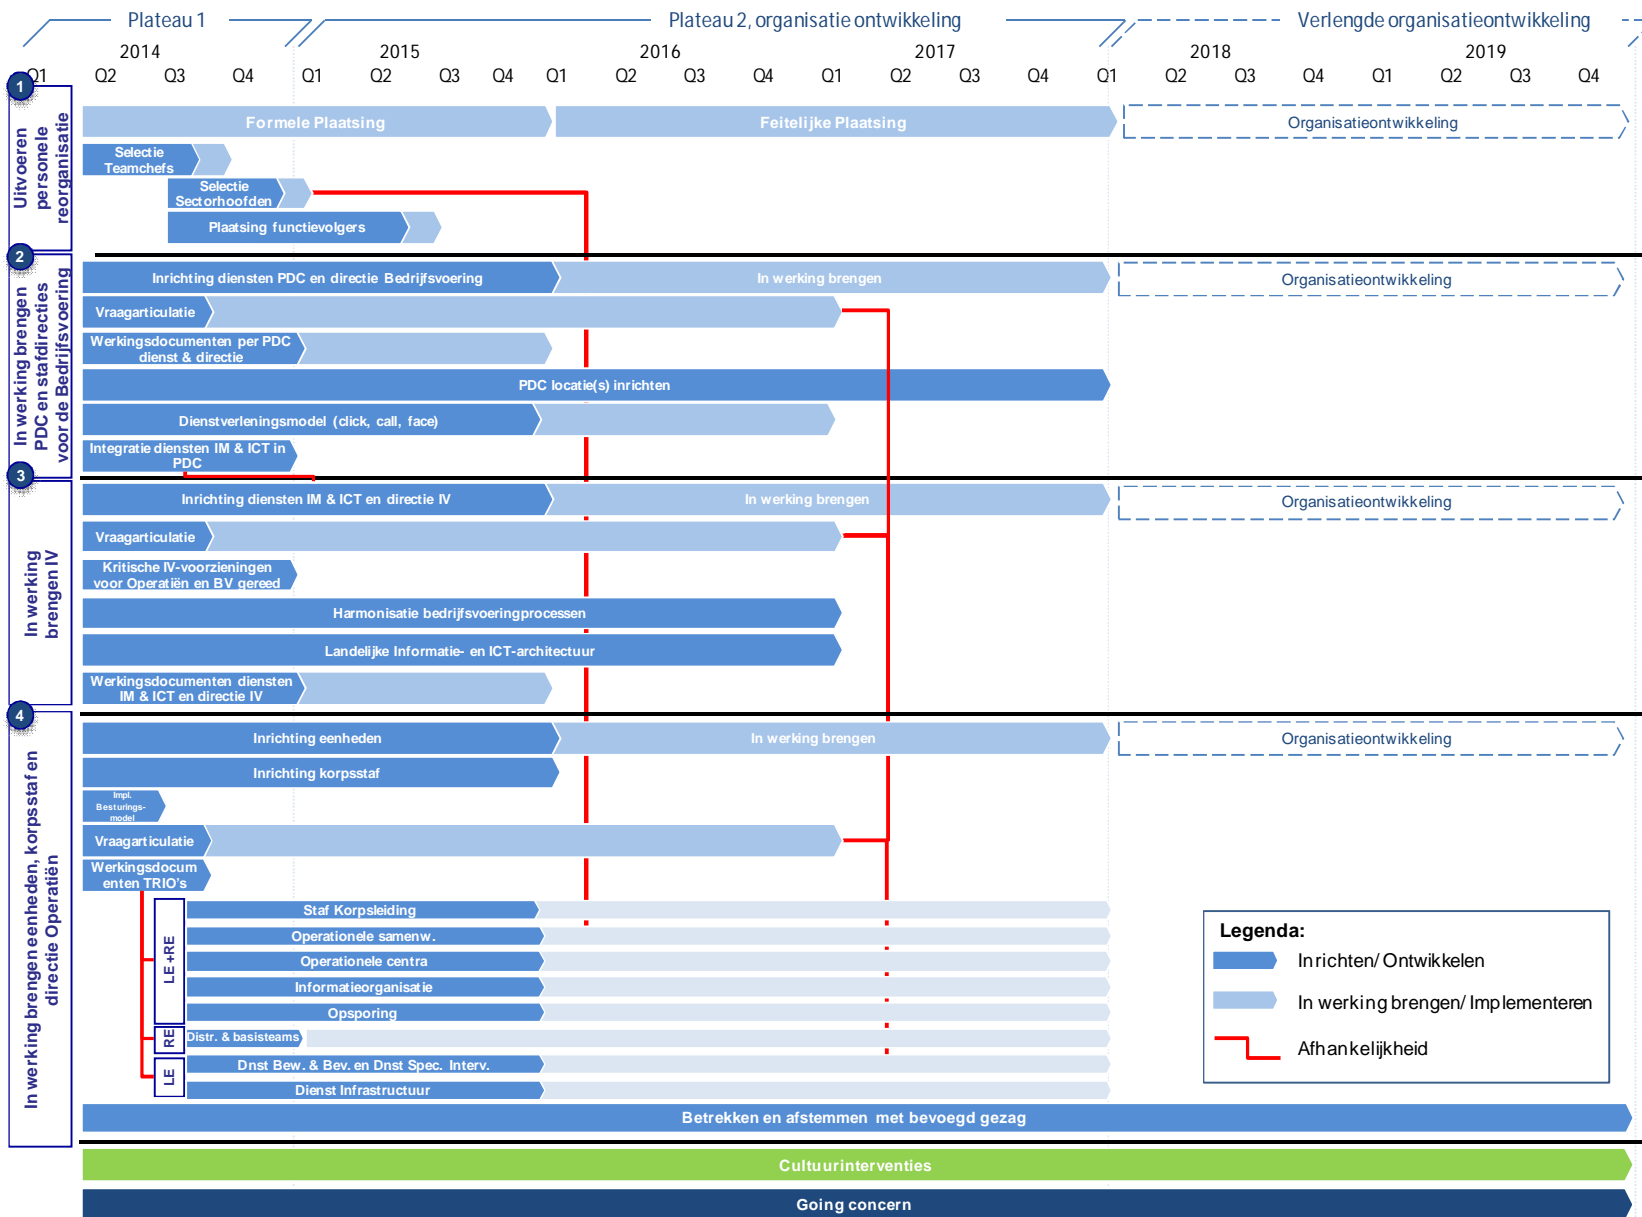 Plateau 1
Plateau 2, organisatie ontwikkeling
Verlengde organisatieontwikkeling
2014
2015
2016
2017
2018
2019
Q1 Q2 Q3 Q4 Q1 Q2 Q3 Q4 Q1 Q2 Q3 Q4 Q1 Q2 Q3 Q4 Q1 Q2 Q3 Q4 Q1 Q2 Q3 Q4
1
Uitvoeren
personele
reorganisatie
Formele Plaatsing
Feitelijke Plaatsing
Organisatieontwikkeling
Selectie
Teamchefs
Selectie
Sectorhoofden
Plaatsing functievolgers
2
In werking brengen
PDC en stafdirecties
voor de Bedrijfsvoering
Inrichting diensten PDC en directie Bedrijfsvoering
In werking brengen
Organisatieontwikkeling
Vraagarticulatie
Werkingsdocumenten per PDC
dienst & directie
PDC locatie(s) inrichten
Dienstverleningsmodel (click, call, face)
Integratie diensten IM & ICT in
PDC
3
In werking
brengen IV
Inrichting diensten IM & ICT en directie IV
In werking brengen
Organisatieontwikkeling
Vraagarticulatie
Kritische IV-voorzieningen
voor Operatiën en BV gereed
Harmonisatie bedrijfsvoeringprocessen
Landelijke Informatie- en ICT-architectuur
Werkingsdocumenten diensten
IM & ICT en directie IV
4
In werking brengen eenheden, korpsstaf en
directie Operatiën
Inrichting eenheden
In werking brengen
Organisatieontwikkeling
Inrichting korpsstaf
Impl.
Besturings-
model
Vraagarticulatie
Werkingsdocum
enten TRIO's
LE+RE
Staf Korpsleiding
Operationele samenw.
Operationele centra
Informatieorganisatie
Opsporing
RE
Distr. & basisteams
LE
Dnst Bew. & Bev. en Dnst Spec. Interv.
Dienst Infrastructuur
Betrekken en afstemmen met bevoegd gezag
Cultuurinterventies
Going concern
Legenda:
Inrichten/ Ontwikkelen
In werking brengen/ Implementeren
Afhankelijkheid